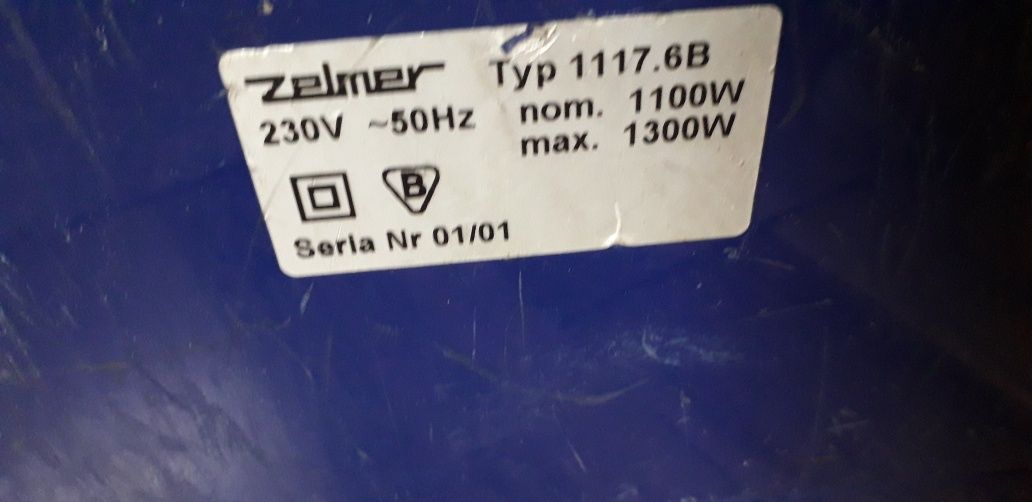 zelmer Typ 1117.6B
230V ~50Hz nom. 1100W
max. 1300W
B
Seria Nr 01/01